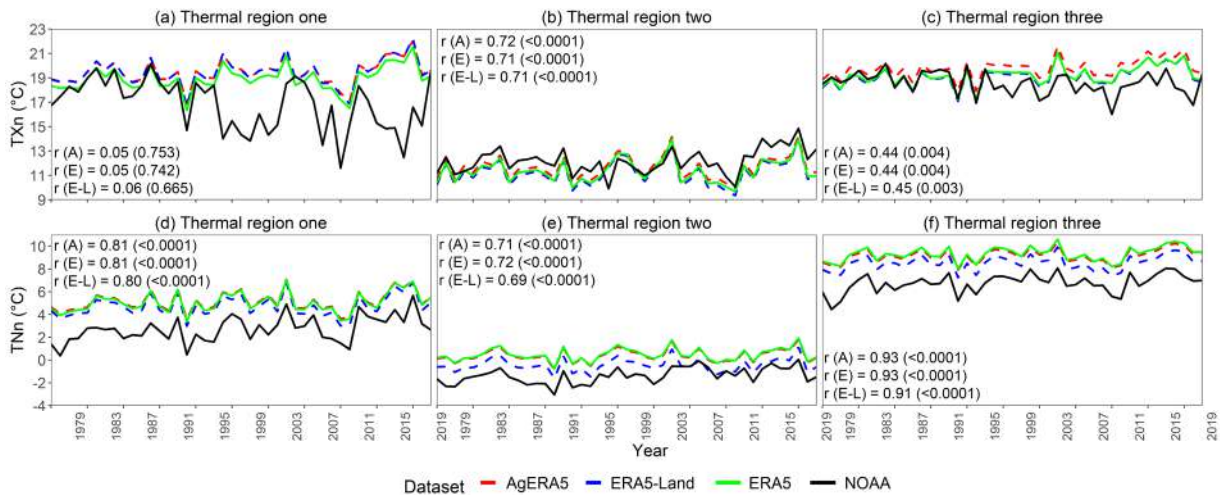 (a) Thermal region one
(b) Thermal region two
(c) Thermal region three
TXn (°C)
23
21
19
17
15
13
11
9
r (A) = 0.05 (0.753)
r (E) = 0.05 (0.742)
r (E-L) = 0.06 (0.665)
r (A) = 0.72 (<0.0001)
r (E) = 0.71 (<0.0001)
r (E-L) = 0.71 (<0.0001)
r (A) = 0.44 (0.004)
r (E) = 0.44 (0.004)
r (E-L) = 0.45 (0.003)
(d) Thermal region one
(e) Thermal region two
(f) Thermal region three
TNn (°C)
10
8
6
4
2
0
-2
-4
r (A) = 0.81 (<0.0001)
r (E) = 0.81 (<0.0001)
r (E-L) = 0.80 (<0.0001)
r (A) = 0.71 (<0.0001)
r (E) = 0.72 (<0.0001)
r (E-L) = 0.69 (<0.0001)
r (A) = 0.93 (<0.0001)
r (E) = 0.93 (<0.0001)
r (E-L) = 0.91 (<0.0001)
1979 1983 1987 1991 1995 1999 2003 2007 2011 2015 2019 1979 1983 1987 1991 1995 1999 2003 2007 2011 2015 2019 1979 1983 1987 1991 1995 1999 2003 2007 2011 2015 2019
Year
Dataset AgERA5 ERA5-Land ERA5 NOAA